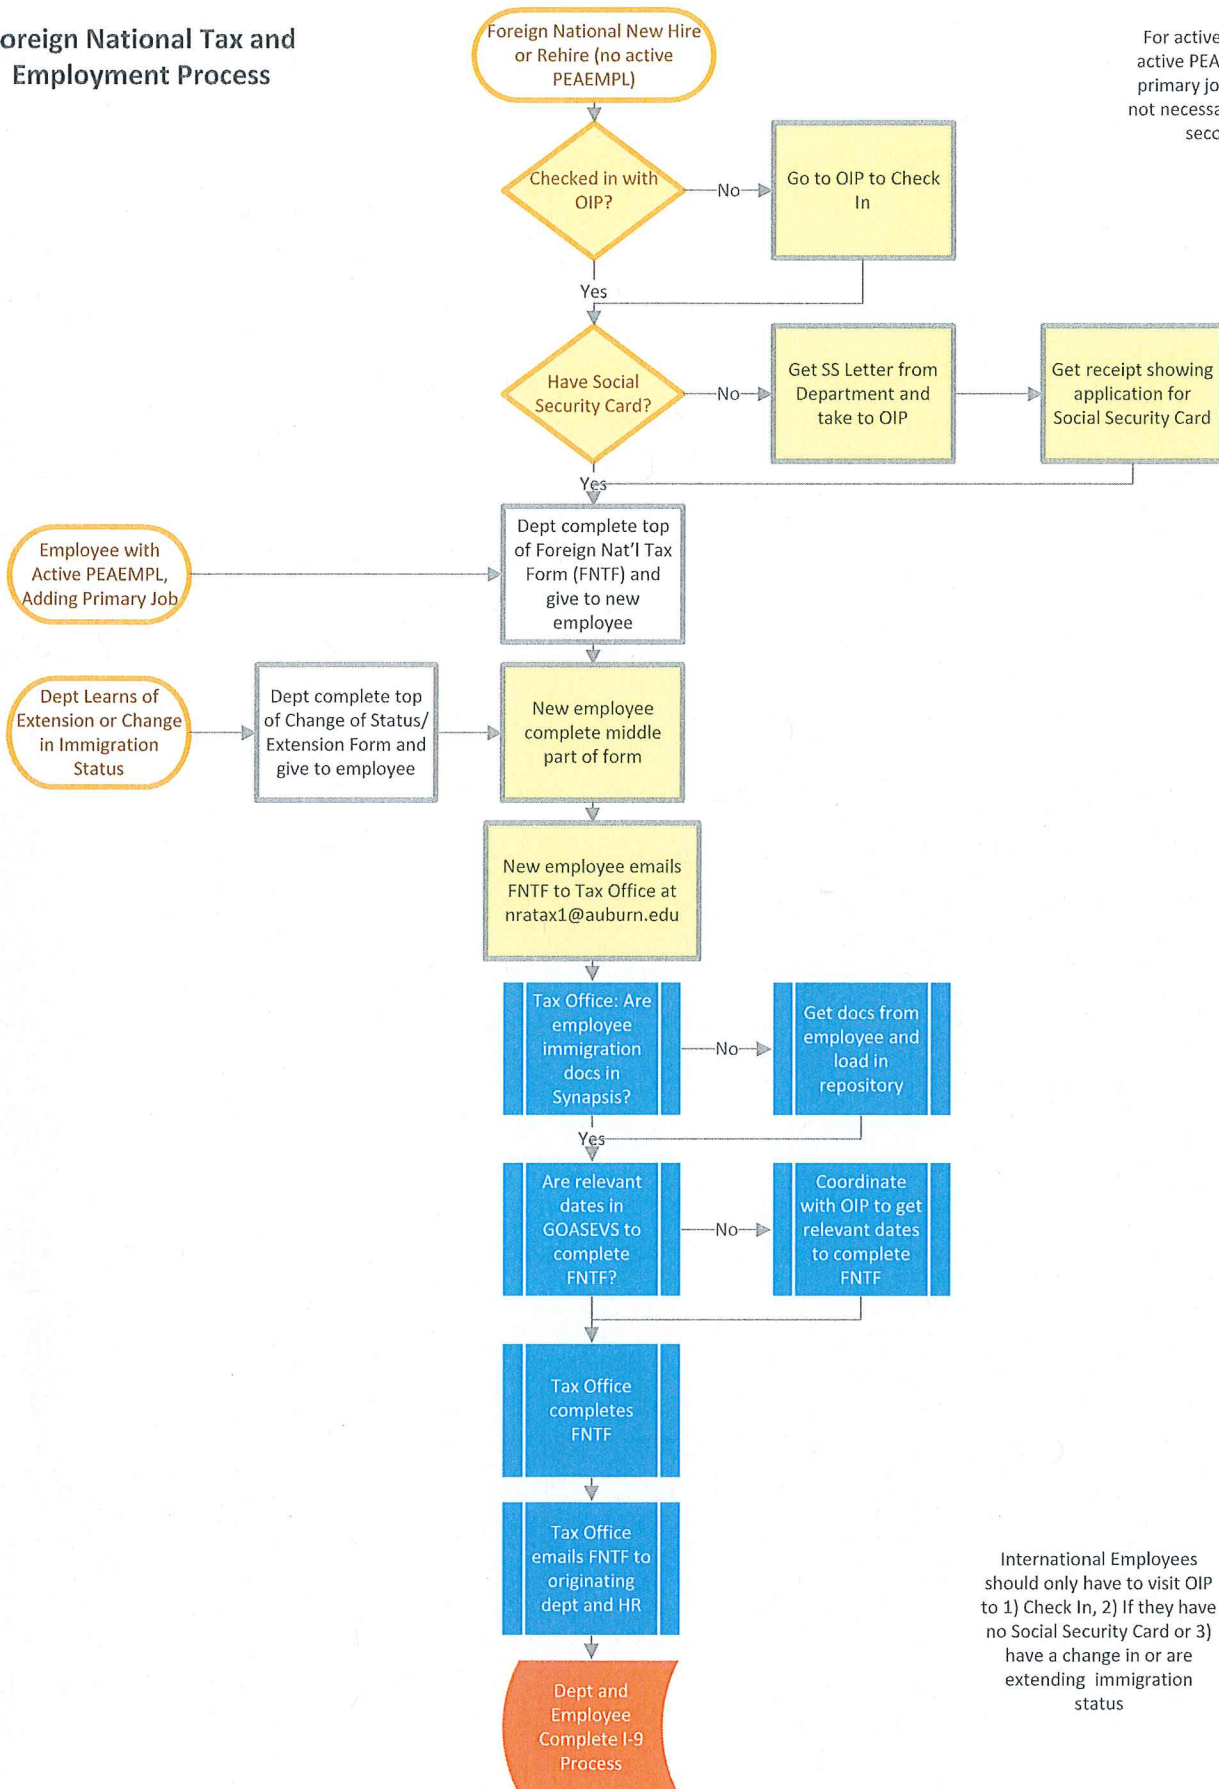 oreign National Tax and
Employment Process
Foreign National New Hire
or Rehire (no active
PEAEMPL)
For active
active PEA
primary jo
not necessa
seco
Checked in with
OIP?
No
Go to OIP to Check
In
Yes
Have Social
Security Card?
No
Get SS Letter from
Department and
take to OIP
Get receipt showing
application for
Social Security Card
Yes
Employee with
Active PEAEMPL,
Adding Primary Job
Dept complete top
of Foreign Nat'l Tax
Form (FNTF) and
give to new
employee
Dept Learns of
Extension or Change
in Immigration
Status
Dept complete top
of Change of Status/
Extension Form and
give to employee
New employee
complete middle
part of form
New employee emails
FNTF to Tax Office at
nratax1@auburn.edu
Tax Office: Are
employee
immigration
docs in
Synapsis?
No
Get docs from
employee and
load in
repository
Yes
Are relevant
dates in
GOASEVS to
complete
FNTF?
No
Coordinate
with OIP to get
relevant dates
to complete
FNTF
Tax Office
completes
FNTF
Tax Office
emails FNTF to
originating
dept and HR
International Employees
should only have to visit OIP
to 1) Check In, 2) If they have
no Social Security Card or 3)
have a change in or are
extending immigration
status
Dept and
Employee
Complete I-9
Process